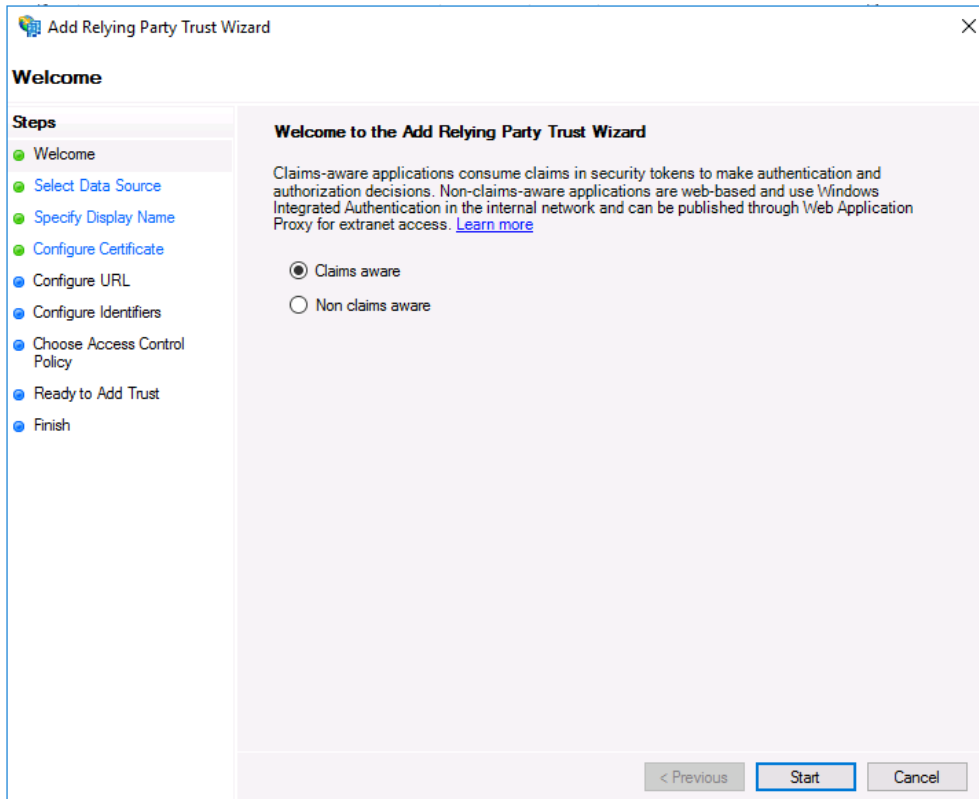 Add Relying Party Trust Wizard
Welcome
Steps
Welcome
Select Data Source
Specify Display Name
Configure Certificate
Configure URL
Configure Identifiers
Choose Access Control
Policy
Ready to Add Trust
Finish
Welcome to the Add Relying Party Trust Wizard
Claims-aware applications consume claims in security tokens to make authentication and
authorization decisions. Non-claims-aware applications are web-based and use Windows
Integrated Authentication in the internal network and can be published through Web Application
Proxy for extranet access. Learn more
Claims aware
Non claims aware
< Previous
Start
Cancel